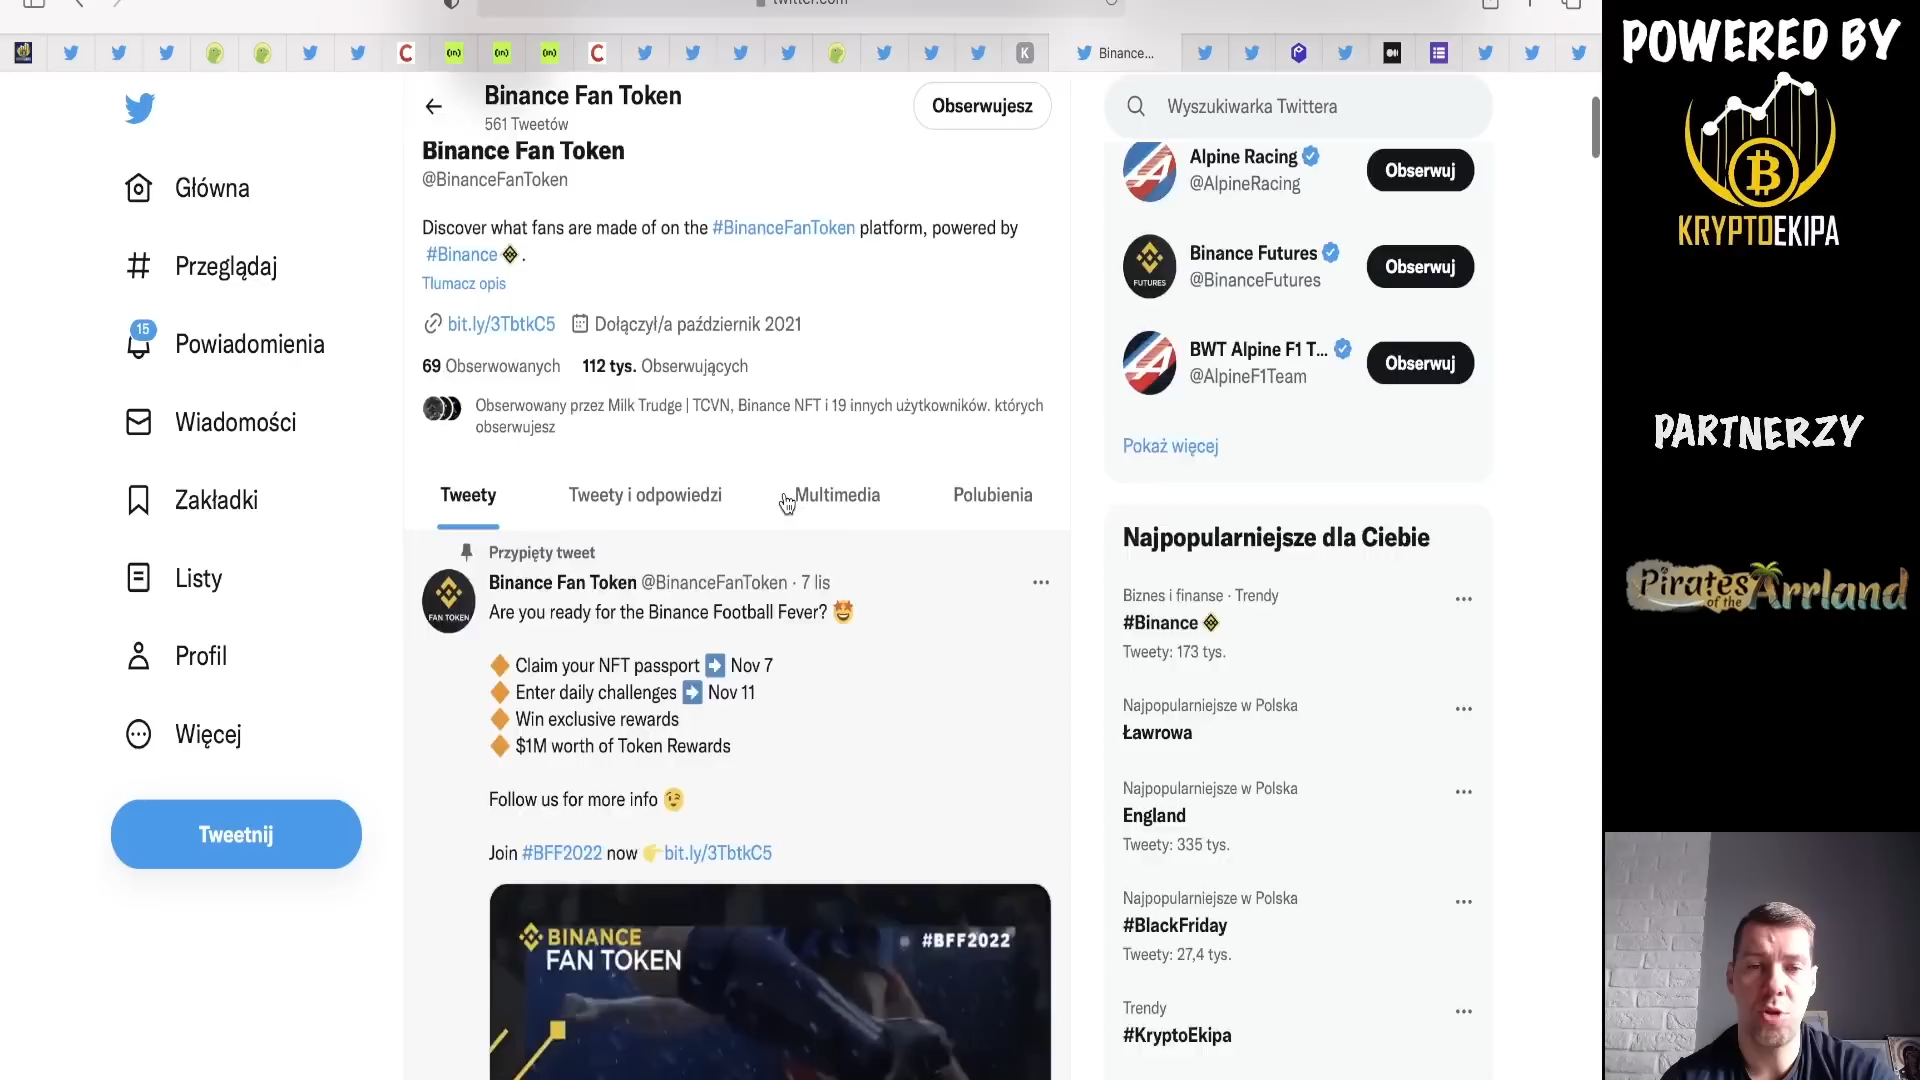 twitter.com
Binance...
Binance Fan Token
561 Tweetów
Obserwujesz
Wyszukiwarka Twittera
Główna
Przeglądaj
15
Powiadomienia
Wiadomości
Zakładki
Listy
Profil
Więcej
Tweetnij
Binance Fan Token
@BinanceFanToken
Discover what fans are made of on the #BinanceFanToken platform, powered by
#Binance .
Tłumacz opis
bit.ly/3TbtkC5 Dołączył/a październik 2021
69 Obserwowanych 112 tys. Obserwujących
Obserwowany przez Milk Trudge | TCVN, Binance NFT i 19 innych użytkowników. których
obserwujesz
Tweety Tweety i odpowiedzi Multimedia Polubienia
Przypięty tweet
Binance Fan Token @BinanceFanToken · 7 lis
FAN TOKEN
Are you ready for the Binance Football Fever? 🤩
🔶 Claim your NFT passport ➡️ Nov 7
🔶 Enter daily challenges ➡️ Nov 11
🔶 Win exclusive rewards
🔶 $1M worth of Token Rewards
Follow us for more info 😉
Join #BFF2022 now 👉bit.ly/3TbtkC5
BINANCE
FAN TOKEN
#BFF2022
Alpine Racing
@AlpineRacing
Obserwuj
Binance Futures
@BinanceFutures
FUTURES
Obserwuj
BWT Alpine F1 T...
@AlpineF1Team
Obserwuj
Pokaż więcej
Najpopularniejsze dla Ciebie
Biznes i finanse · Trendy
#Binance
Tweety: 173 tys.
Najpopularniejsze w Polska
Ławrowa
Najpopularniejsze w Polska
England
Tweety: 335 tys.
Najpopularniejsze w Polska
#BlackFriday
Tweety: 27,4 tys.
Trendy
#KryptoEkipa
POWERED BY
KRYPTOEKIPA
PARTNERZY
Pirates of the Arrland